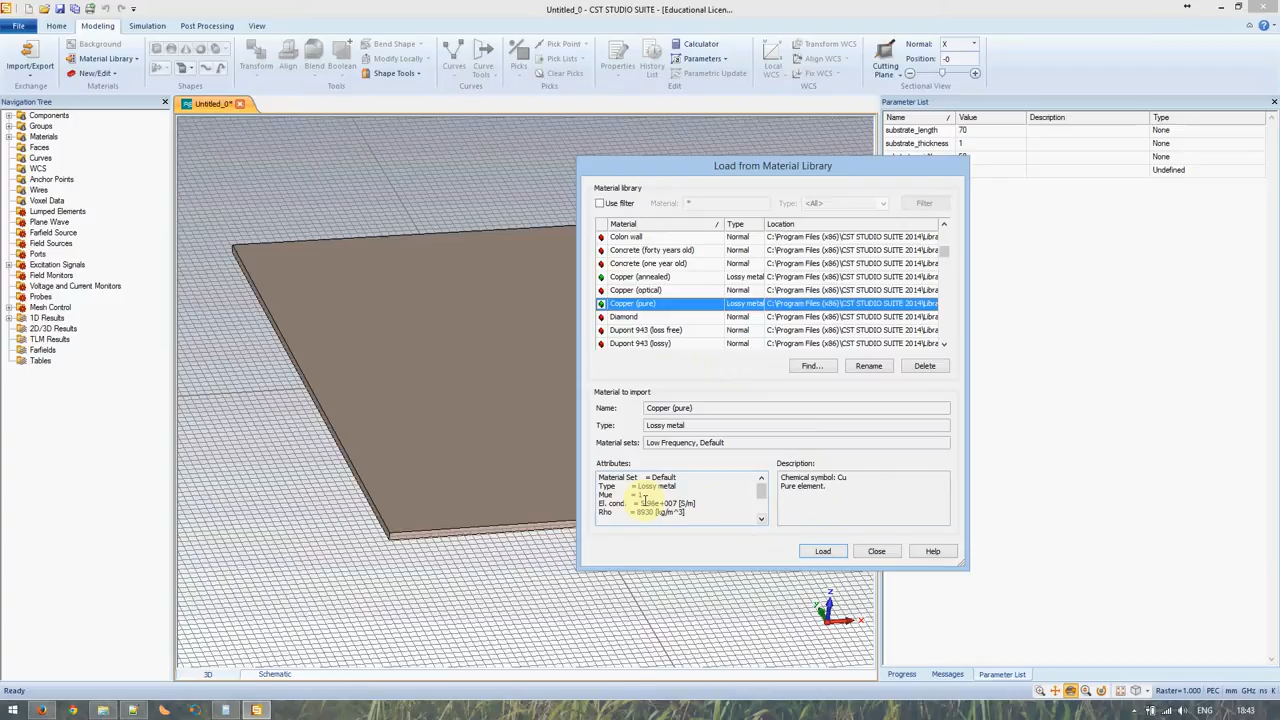 Untitled_0 - CST STUDIO SUITE - [Educational Licen...
File Home Modeling Simulation Post Processing View
Import/Export
Exchange
Background
Material Library
New/Edit
Materials
Shapes
Transform Align Blend Boolean
Bend Shape
Modify Locally
Shape Tools
Tools
Curves Curve Tools
Curves
Picks
Pick Point
Pick Lists
Clear Picks
Picks
Properties History List
Calculator
Parameters
Parametric Update
Edit
Local WCS
Transform WCS
Align WCS
Fix WCS
WCS
Cutting Plane
Normal: X
Position: -0
Sectional View
Navigation Tree
Components
Groups
Materials
Faces
Curves
WCS
Anchor Points
Wires
Voxel Data
Lumped Elements
Plane Wave
Farfield Source
Field Sources
Ports
Excitation Signals
Field Monitors
Voltage and Current Monitors
Probes
Mesh Control
1D Results
2D/3D Results
TLM Results
Farfields
Tables
Untitled_0*
Load from Material Library
Material library
Use filter Material: * Type: <All> Filter
Material / Type Location
Colon wall Normal C:\Program Files (x86)\CST STUDIO SUITE 2014\Libra
Concrete (forty years old) Normal C:\Program Files (x86)\CST STUDIO SUITE 2014\Libra
Concrete (one year old) Normal C:\Program Files (x86)\CST STUDIO SUITE 2014\Libra
Copper (annealed) Lossy metal C:\Program Files (x86)\CST STUDIO SUITE 2014\Libra
Copper (optical) Normal C:\Program Files (x86)\CST STUDIO SUITE 2014\Libra
Copper (pure) Lossy metal C:\Program Files (x86)\CST STUDIO SUITE 2014\Libra
Diamond Normal C:\Program Files (x86)\CST STUDIO SUITE 2014\Libra
Dupont 943 (loss free) Normal C:\Program Files (x86)\CST STUDIO SUITE 2014\Libra
Dupont 943 (lossy) Normal C:\Program Files (x86)\CST STUDIO SUITE 2014\Libra
Find... Rename Delete
Material to import
Name: Copper (pure)
Type: Lossy metal
Material sets: Low Frequency, Default
Attributes: Description:
Material Set = Default
Type = Lossy metal
Mue = 1
El. cond. = [S/m]
Rho = 8930 [kg/m^3]
Chemical symbol: Cu
Pure element.
Load Close Help
Parameter List
Name / Value Description Type
substrate_length 70 None
substrate_thickness 1 None
None
Undefined
z
y
x
3D Schematic
Progress Messages Parameter List
Ready
Raster=1.000 PEC mm GHz ns K
ENG 18:43